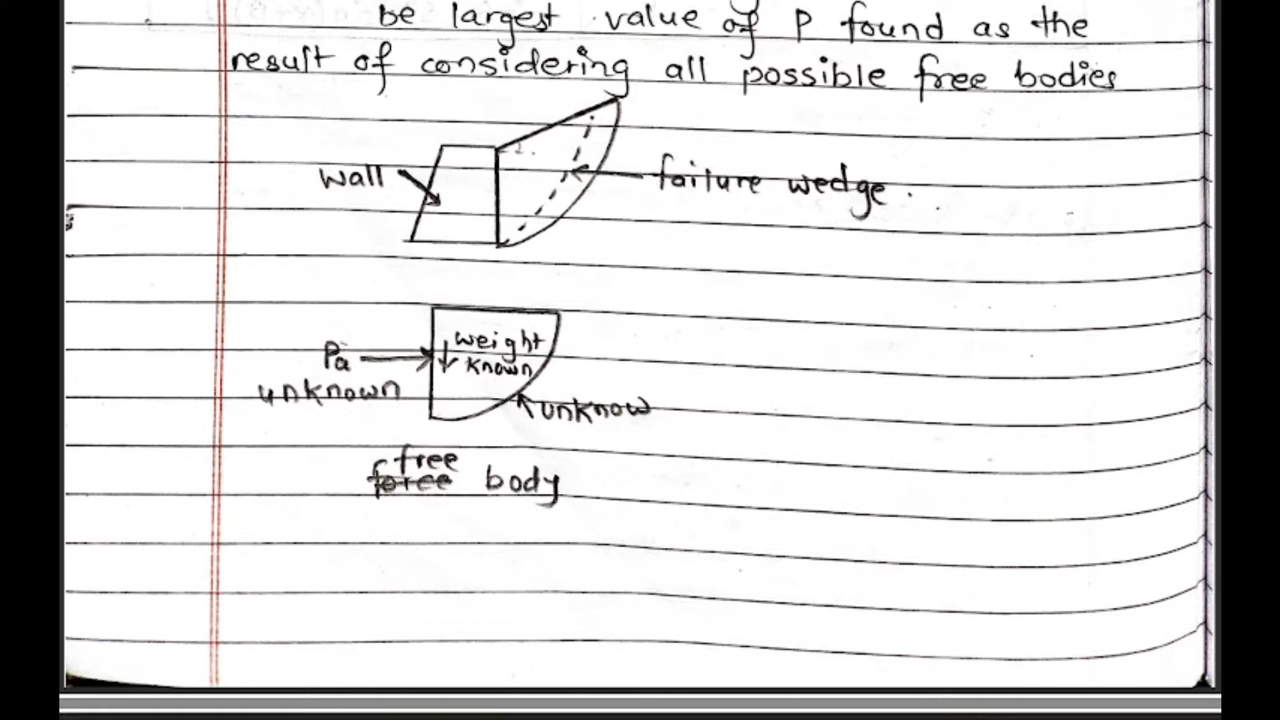 be largest value of P found as the
result of considering all possible free bodies
wall
failure wedge.
weight
Pa
known
unknown
unknow
free
force body